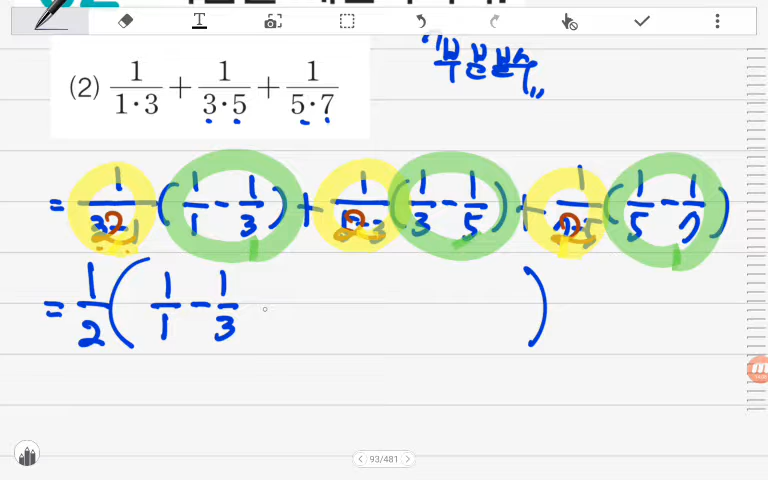 "부분분수"
(2) 1/(1·3) + 1/(3·5) + 1/(5·7)
= 1/2 (1/1 - 1/3) + 1/2 (1/3 - 1/5) + 1/2 (1/5 - 1/7)
= 1/2 ( 1/1 - 1/3 )
93/481